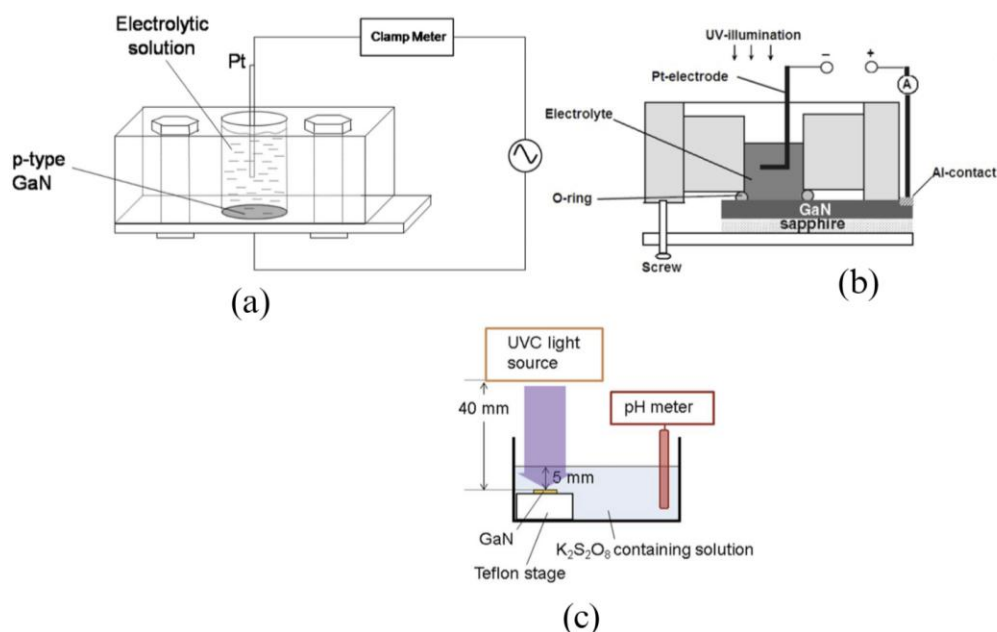 Electrolytic
solution
Pt
Clamp Meter
p-type
GaN
(a)
UV-illumination
− +
Pt-electrode
A
Electrolyte
Al-contact
O-ring
GaN
sapphire
Screw
(b)
UVC light
source
40 mm
pH meter
5 mm
GaN
K₂S₂O₈ containing solution
Teflon stage
(c)